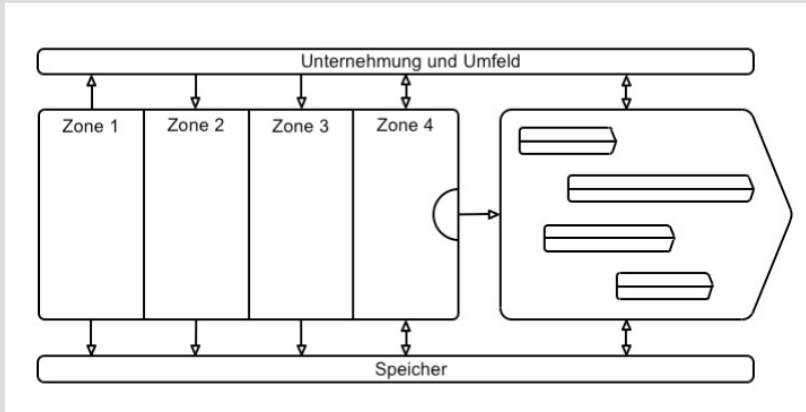 Unternehmung und Umfeld
Zone 1
Zone 2
Zone 3
Zone 4
Speicher